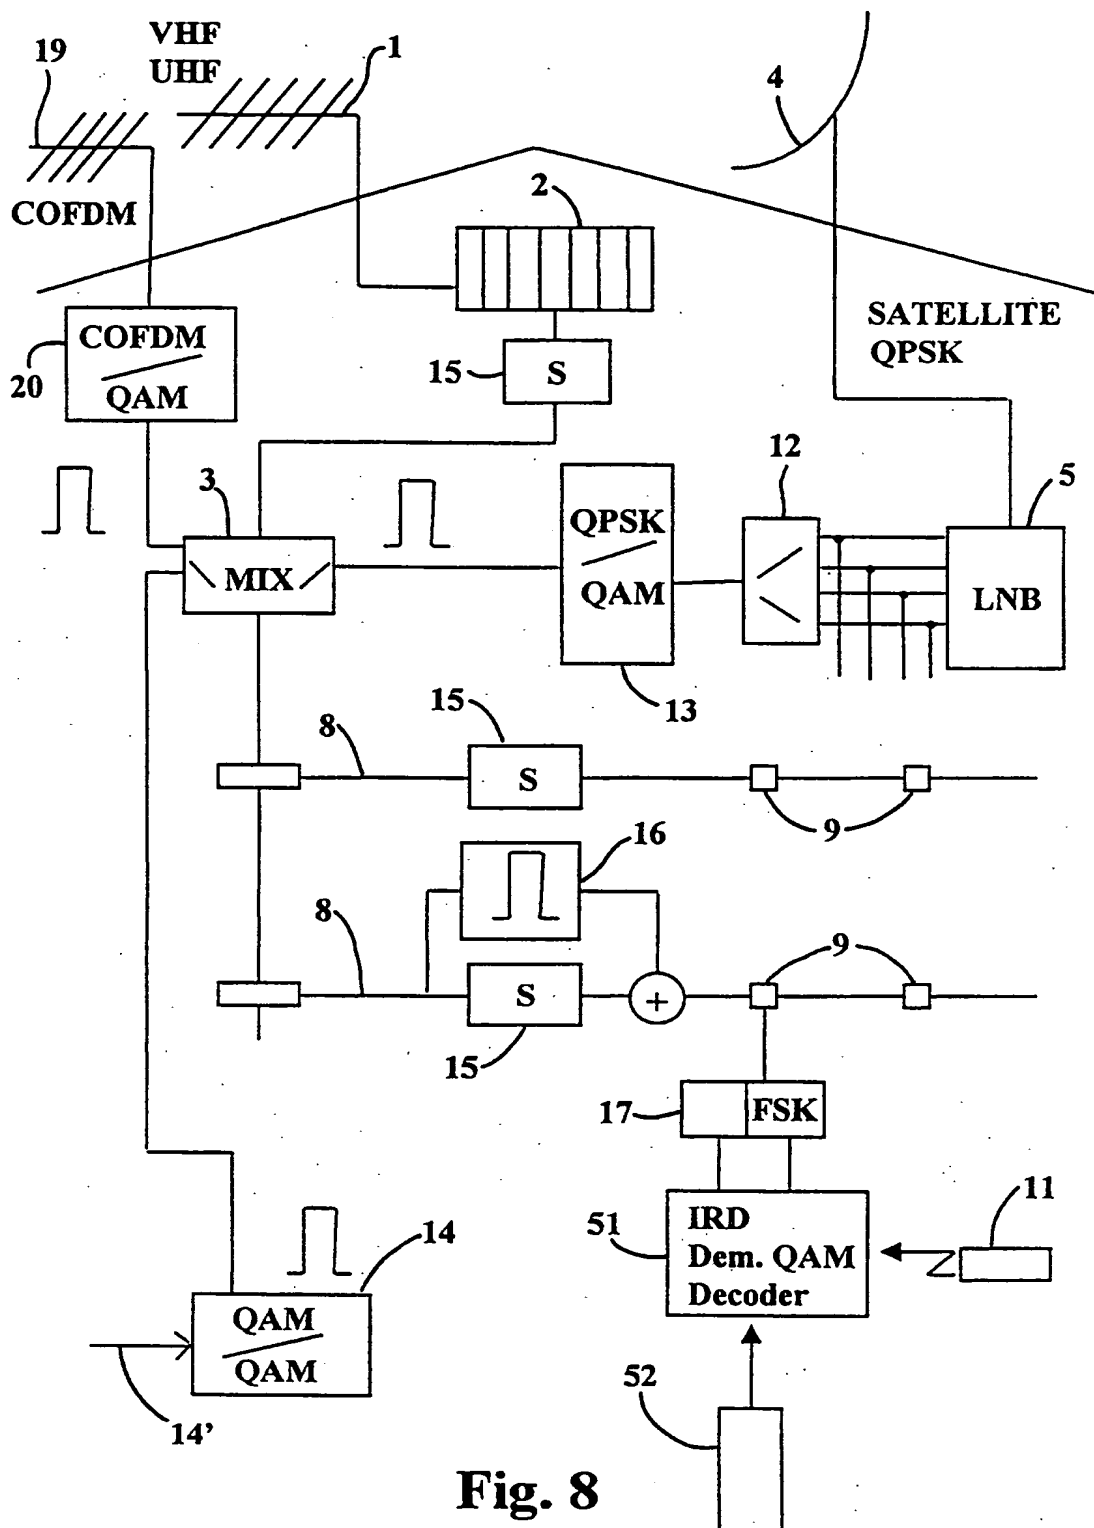 19
VHF
UHF
1
4
COFDM
2
SATELLITE
QPSK
COFDM
QAM
20
15
S
3
12
5
QPSK
QAM
MIX
LNB
13
8
15
S
9
16
8
S
+
9
15
17
FSK
51
IRD
Dem. QAM
Decoder
11
14
QAM
QAM
14'
52
Fig. 8